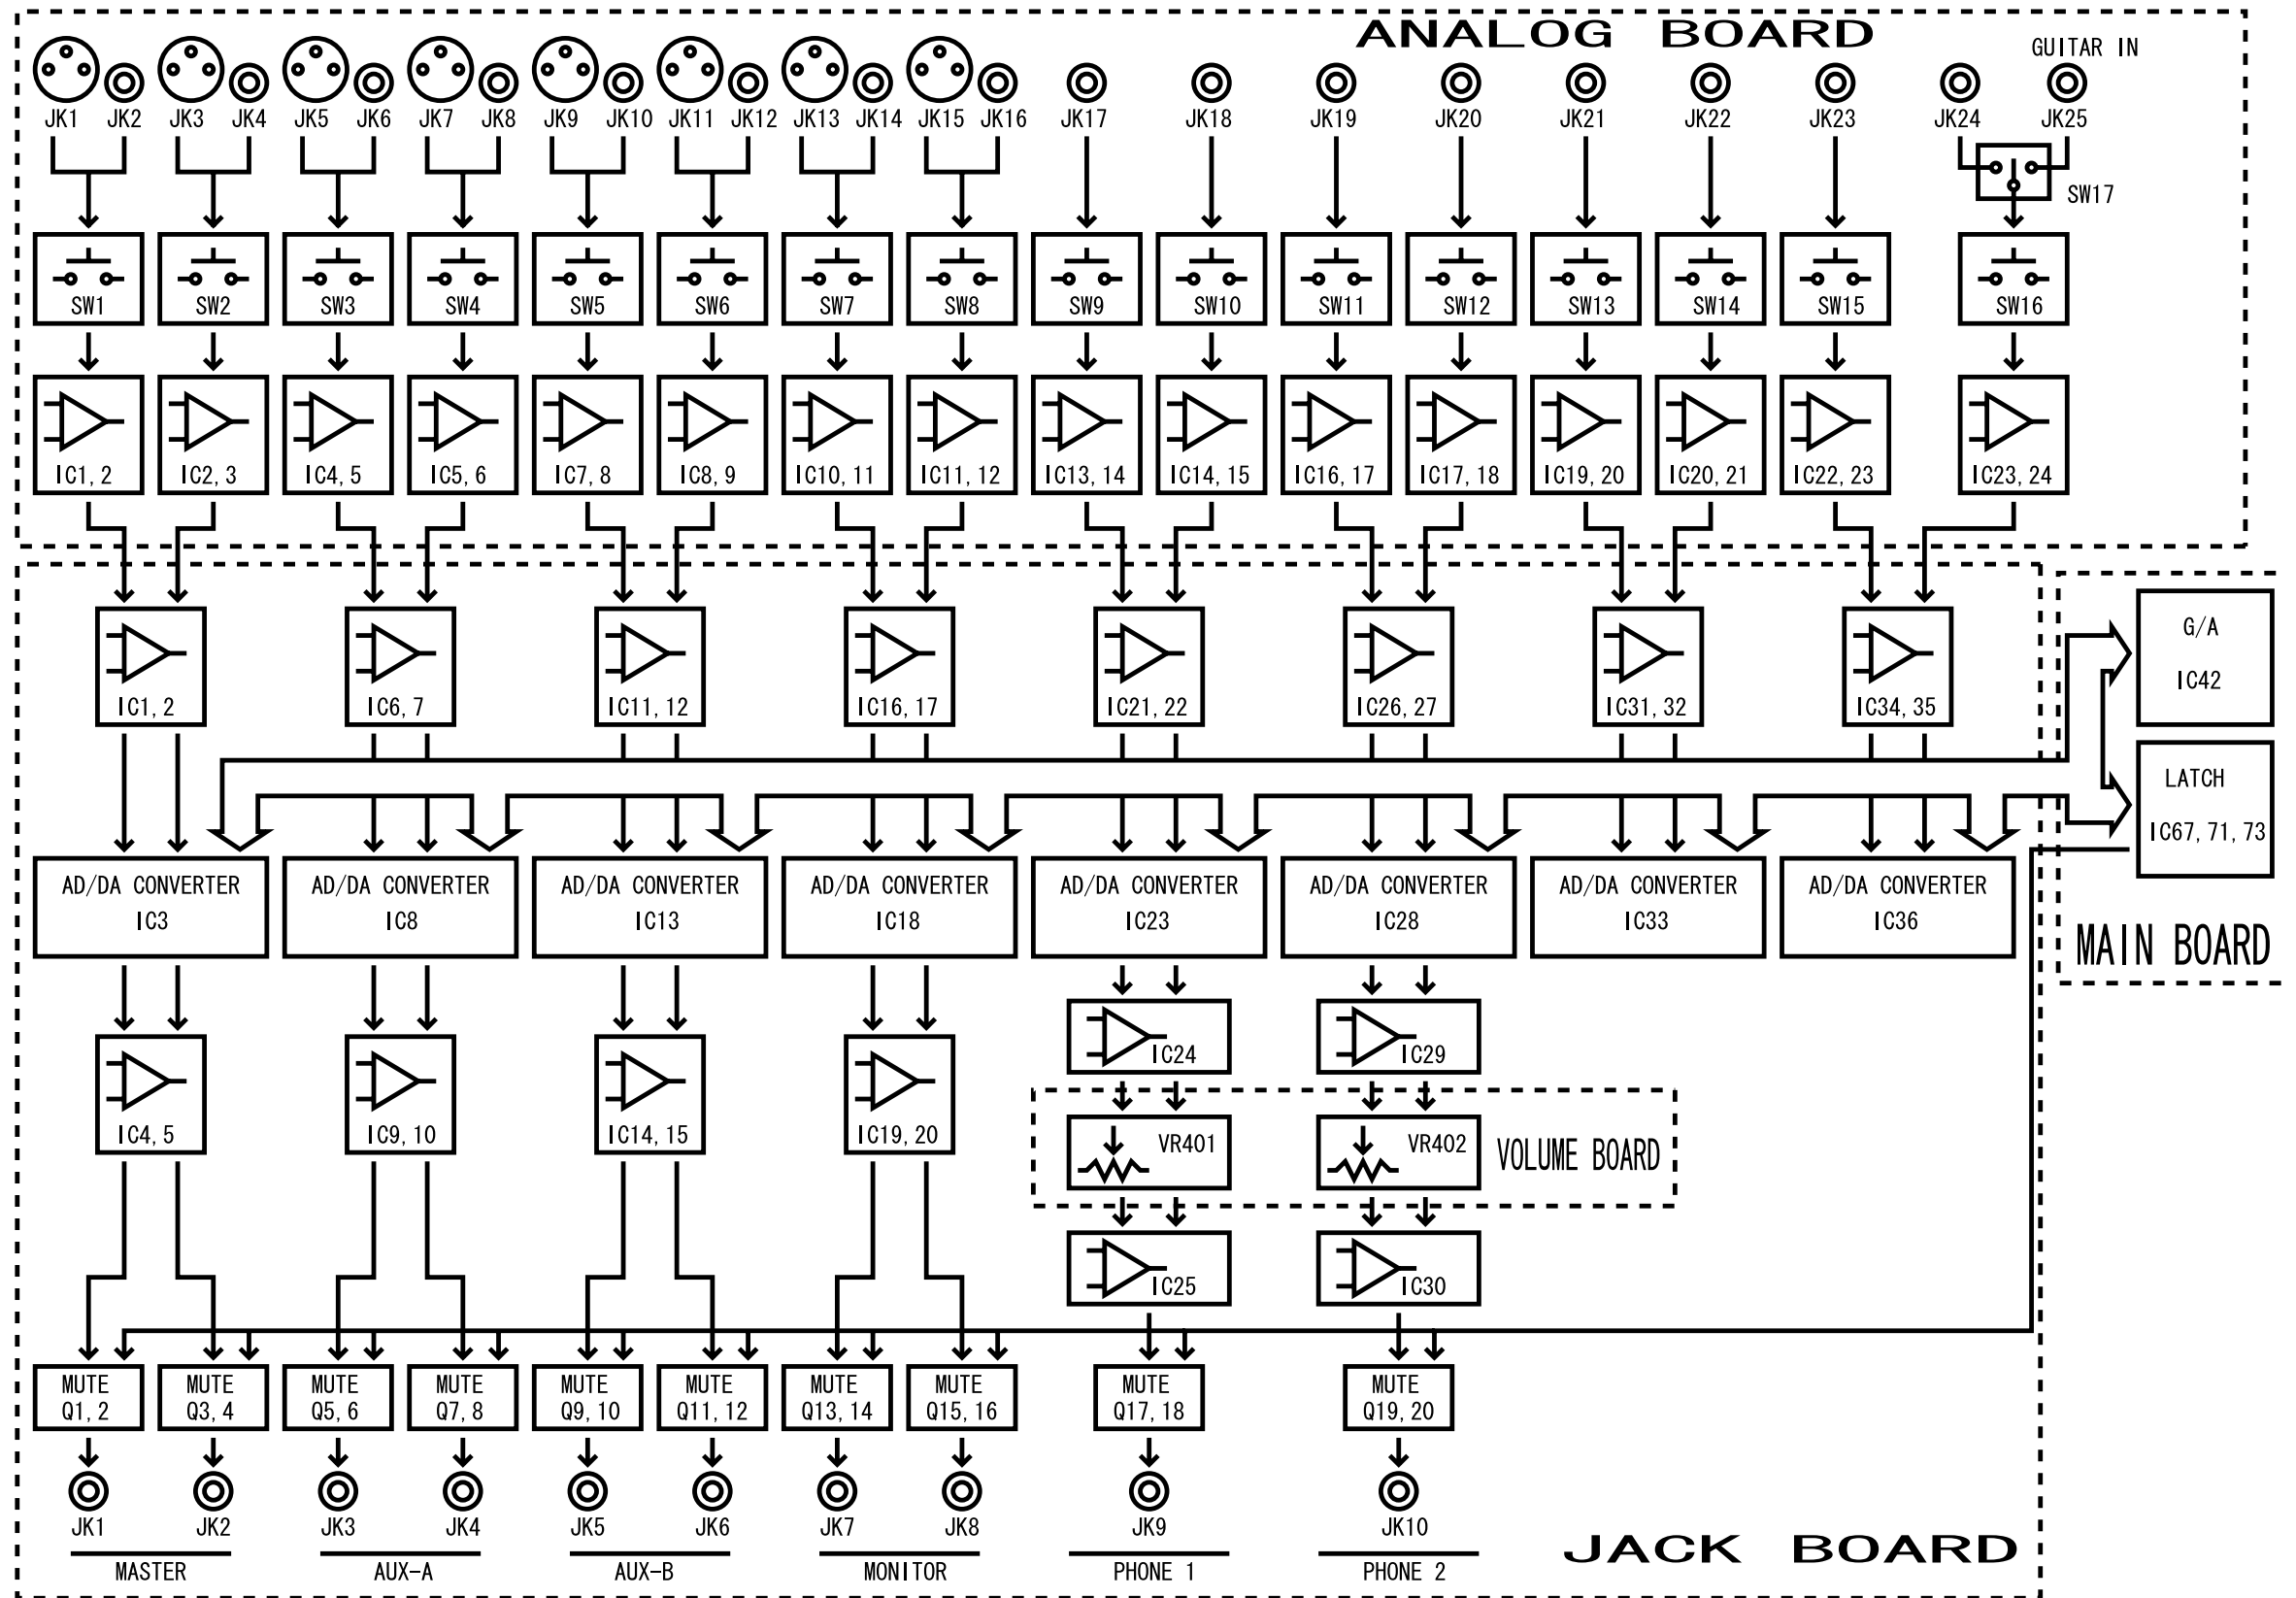 ANALOG BOARD
GUITAR IN
JK1 JK2 JK3 JK4 JK5 JK6 JK7 JK8 JK9 JK10 JK11 JK12 JK13 JK14 JK15 JK16 JK17 JK18 JK19 JK20 JK21 JK22 JK23 JK24 JK25
SW17
SW1 SW2 SW3 SW4 SW5 SW6 SW7 SW8 SW9 SW10 SW11 SW12 SW13 SW14 SW15 SW16
IC1, 2 IC2, 3 IC4, 5 IC5, 6 IC7, 8 IC8, 9 IC10, 11 IC11, 12 IC13, 14 IC14, 15 IC16, 17 IC17, 18 IC19, 20 IC20, 21 IC22, 23 IC23, 24
G/A
IC42
IC1, 2 IC6, 7 IC11, 12 IC16, 17 IC21, 22 IC26, 27 IC31, 32 IC34, 35
LATCH
IC67, 71, 73
AD/DA CONVERTER AD/DA CONVERTER AD/DA CONVERTER AD/DA CONVERTER AD/DA CONVERTER AD/DA CONVERTER AD/DA CONVERTER AD/DA CONVERTER
IC3 IC8 IC13 IC18 IC23 IC28 IC33 IC36
MAIN BOARD
IC24 IC29
IC4, 5 IC9, 10 IC14, 15 IC19, 20
VR401 VR402 VOLUME BOARD
IC25 IC30
MUTE MUTE MUTE MUTE MUTE MUTE MUTE MUTE MUTE MUTE
Q1, 2 Q3, 4 Q5, 6 Q7, 8 Q9, 10 Q11, 12 Q13, 14 Q15, 16 Q17, 18 Q19, 20
JK1 JK2 JK3 JK4 JK5 JK6 JK7 JK8 JK9 JK10
JACK BOARD
MASTER AUX-A AUX-B MONITOR PHONE 1 PHONE 2